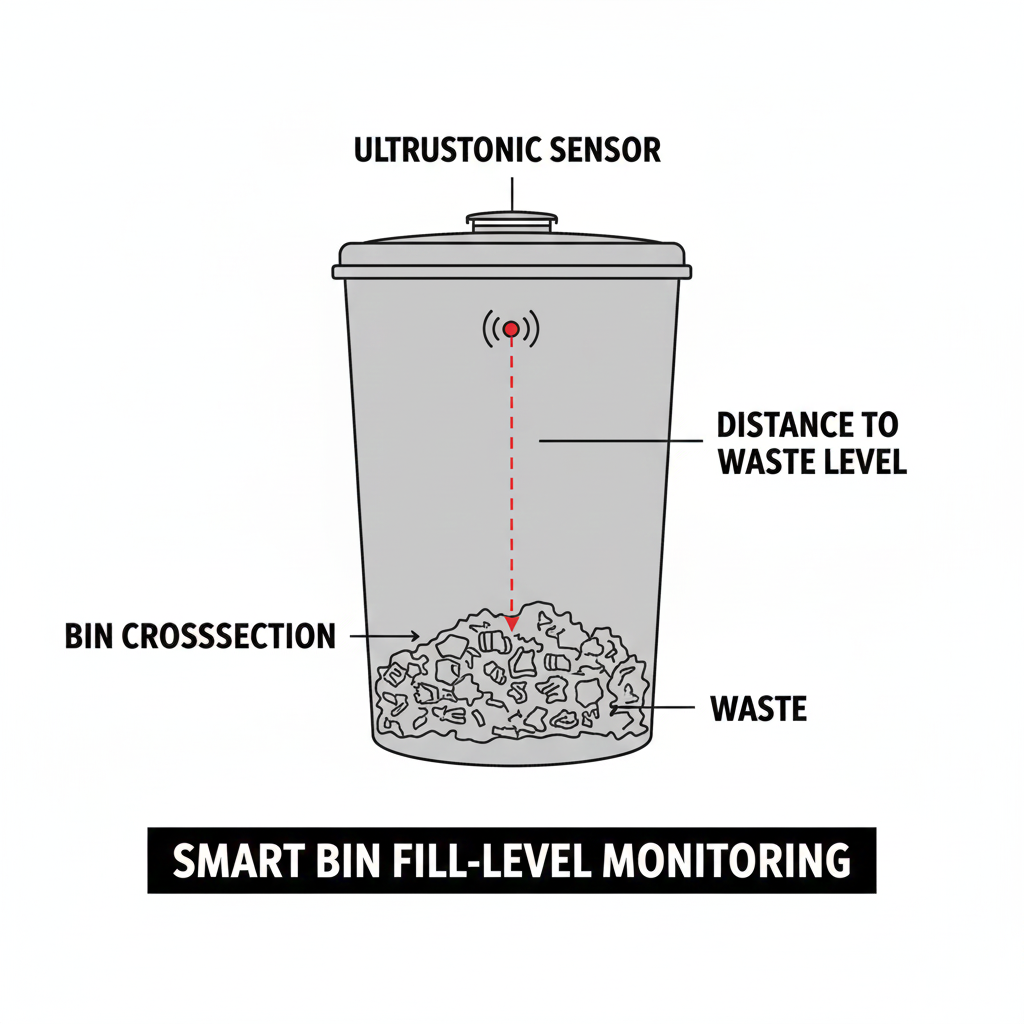 ULTRUSTONIC SENSOR
DISTANCE TO
WASTE LEVEL
BIN CROSSSECTION
WASTE
SMART BIN FILL-LEVEL MONITORING